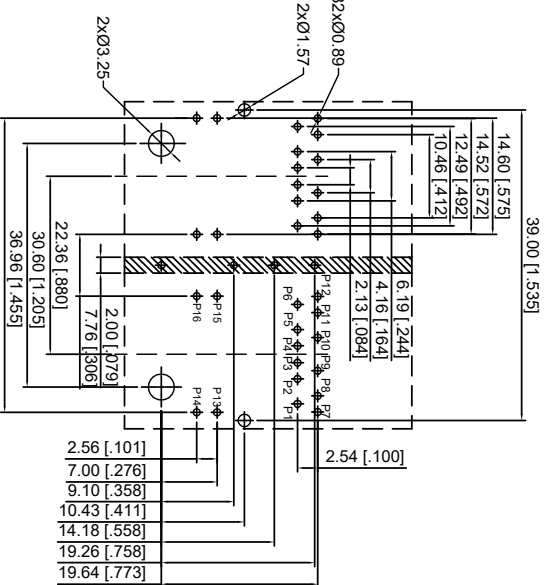 32xØ0.89
2xØ1.57
2xØ3.25
39.00 [1.535]
14.60 [.575]
14.52 [.572]
12.49 [.492]
10.46 [.412]
6.19 [.244]
4.16 [.164]
2.13 [.084]
P12
P11
P10
P9
P8
P7
P6
P5
P4
P3
P2
P1
P16
P15
P14
P13
2.00 [.079]
7.76 [.306]
22.36 [.880]
30.60 [1.205]
36.96 [1.455]
2.54 [.100]
2.56 [.101]
7.00 [.276]
9.10 [.358]
10.43 [.411]
14.18 [.558]
19.26 [.758]
19.64 [.773]